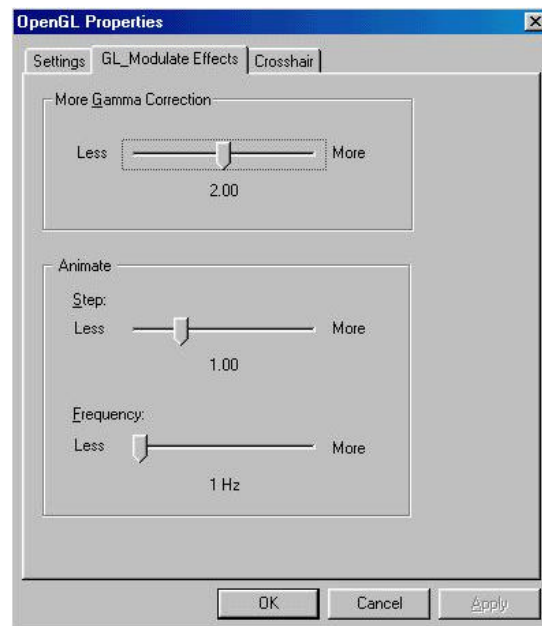 OpenGL Properties
Settings GL_Modulate Effects Crosshair
More Gamma Correction
Less More
2.00
Animate
Step:
Less More
1.00
Frequency:
Less More
1 Hz
OK Cancel Apply